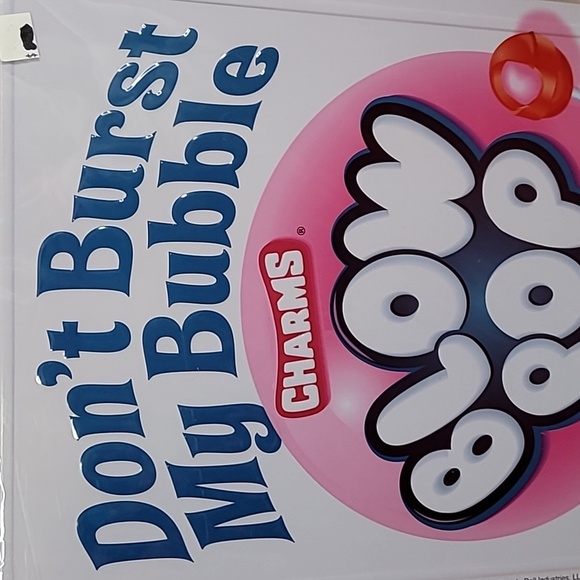 Don't Burst
My Bubble
CHARMS®
BLOW
POP